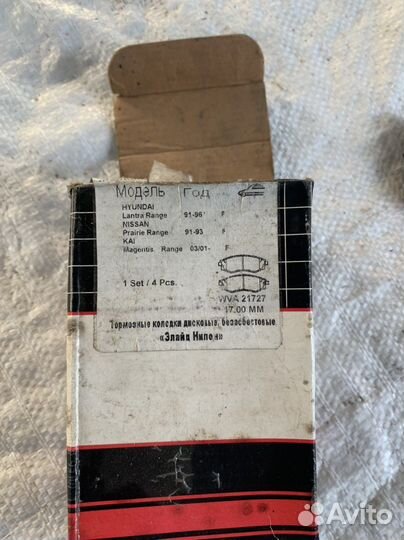 Модель Год
HYUNDAI
Lantra Range 91-96 F
NISSAN
Prairie Range 91-93 F
KAI
Magentis Range 03/01- F
1 Set / 4 Pcs.
WVA 21727
17.00 MM
Тормозные колодки дисковые, безасбестовые
«Элайд Нипон»
Avito